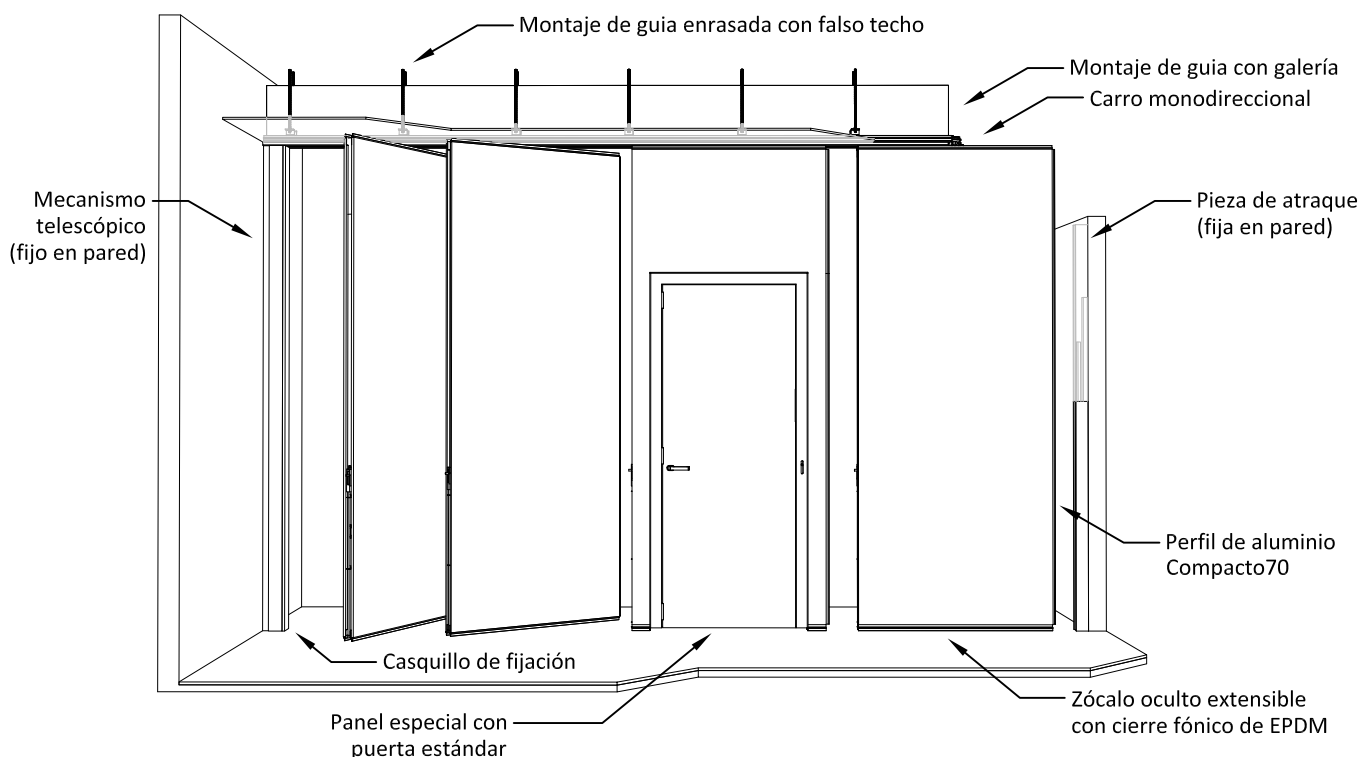 Montaje de guia enrasada con falso techo
Montaje de guia con galería
Carro monodireccional
Mecanismo
telescópico
(fijo en pared)
Pieza de atraque
(fija en pared)
Perfil de aluminio
Compacto70
Casquillo de fijación
Zócalo oculto extensible
con cierre fónico de EPDM
Panel especial con
puerta estándar